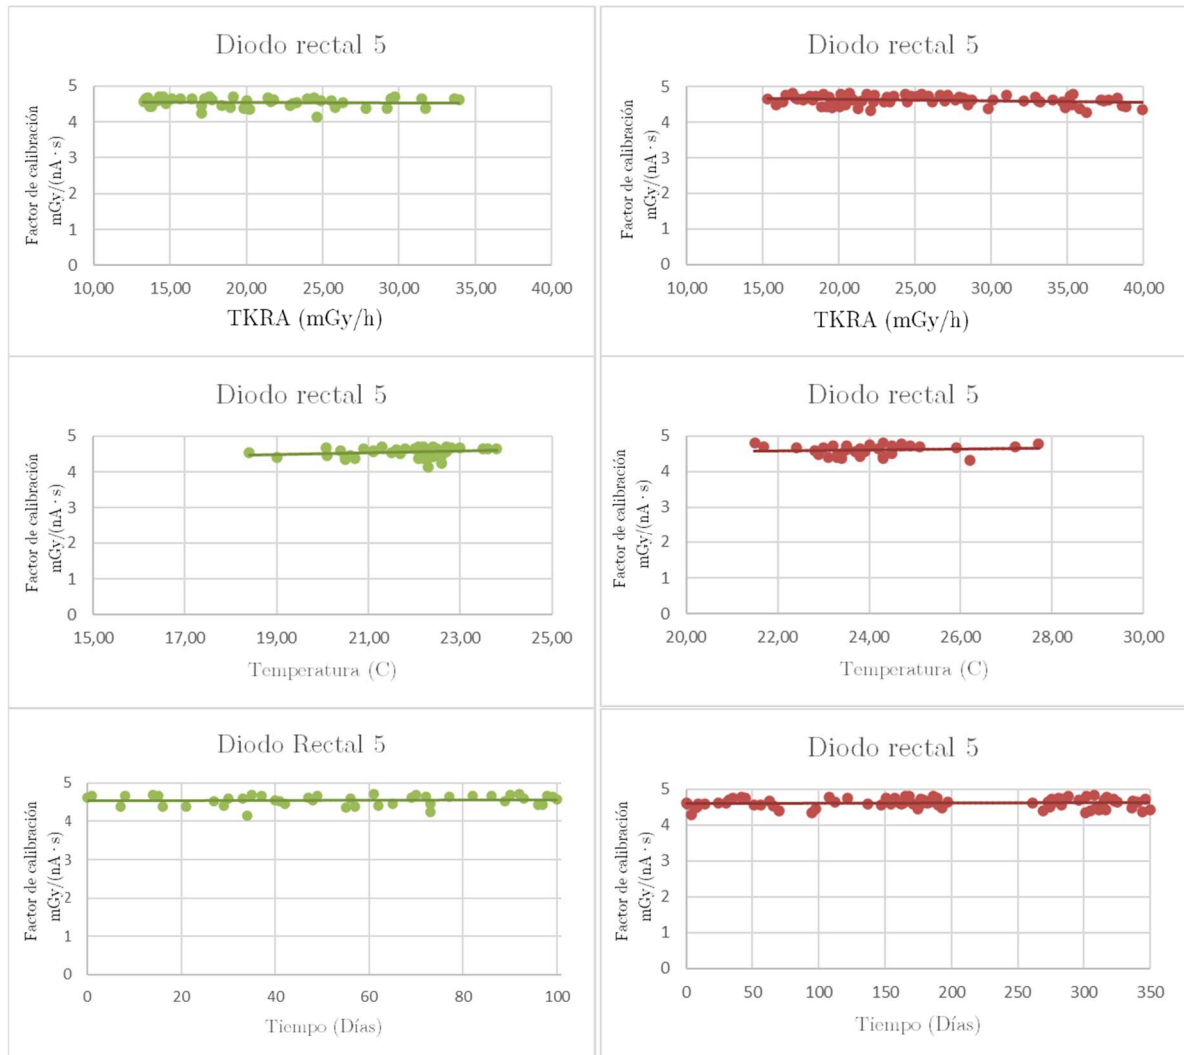 Diodo rectal 5
Factor de calibración
mGy/(nA · s)
5
4
3
2
1
0
10,00 15,00 20,00 25,00 30,00 35,00 40,00
TKRA (mGy/h)
Diodo rectal 5
Factor de calibración
mGy/(nA · s)
5
4
3
2
1
0
10,00 15,00 20,00 25,00 30,00 35,00 40,00
TKRA (mGy/h)
Diodo rectal 5
Factor de calibración
mGy/(nA · s)
5
4
3
2
1
0
15,00 17,00 19,00 21,00 23,00 25,00
Temperatura (C)
Diodo rectal 5
Factor de calibración
mGy/(nA · s)
5
4
3
2
1
0
20,00 22,00 24,00 26,00 28,00 30,00
Temperatura (C)
Diodo Rectal 5
Factor de calibración
mGy/(nA · s)
5
4
3
2
1
0
0 20 40 60 80 100
Tiempo (Días)
Diodo rectal 5
Factor de calibración
mGy/(nA · s)
5
4
3
2
1
0
0 50 100 150 200 250 300 350
Tiempo (Días)